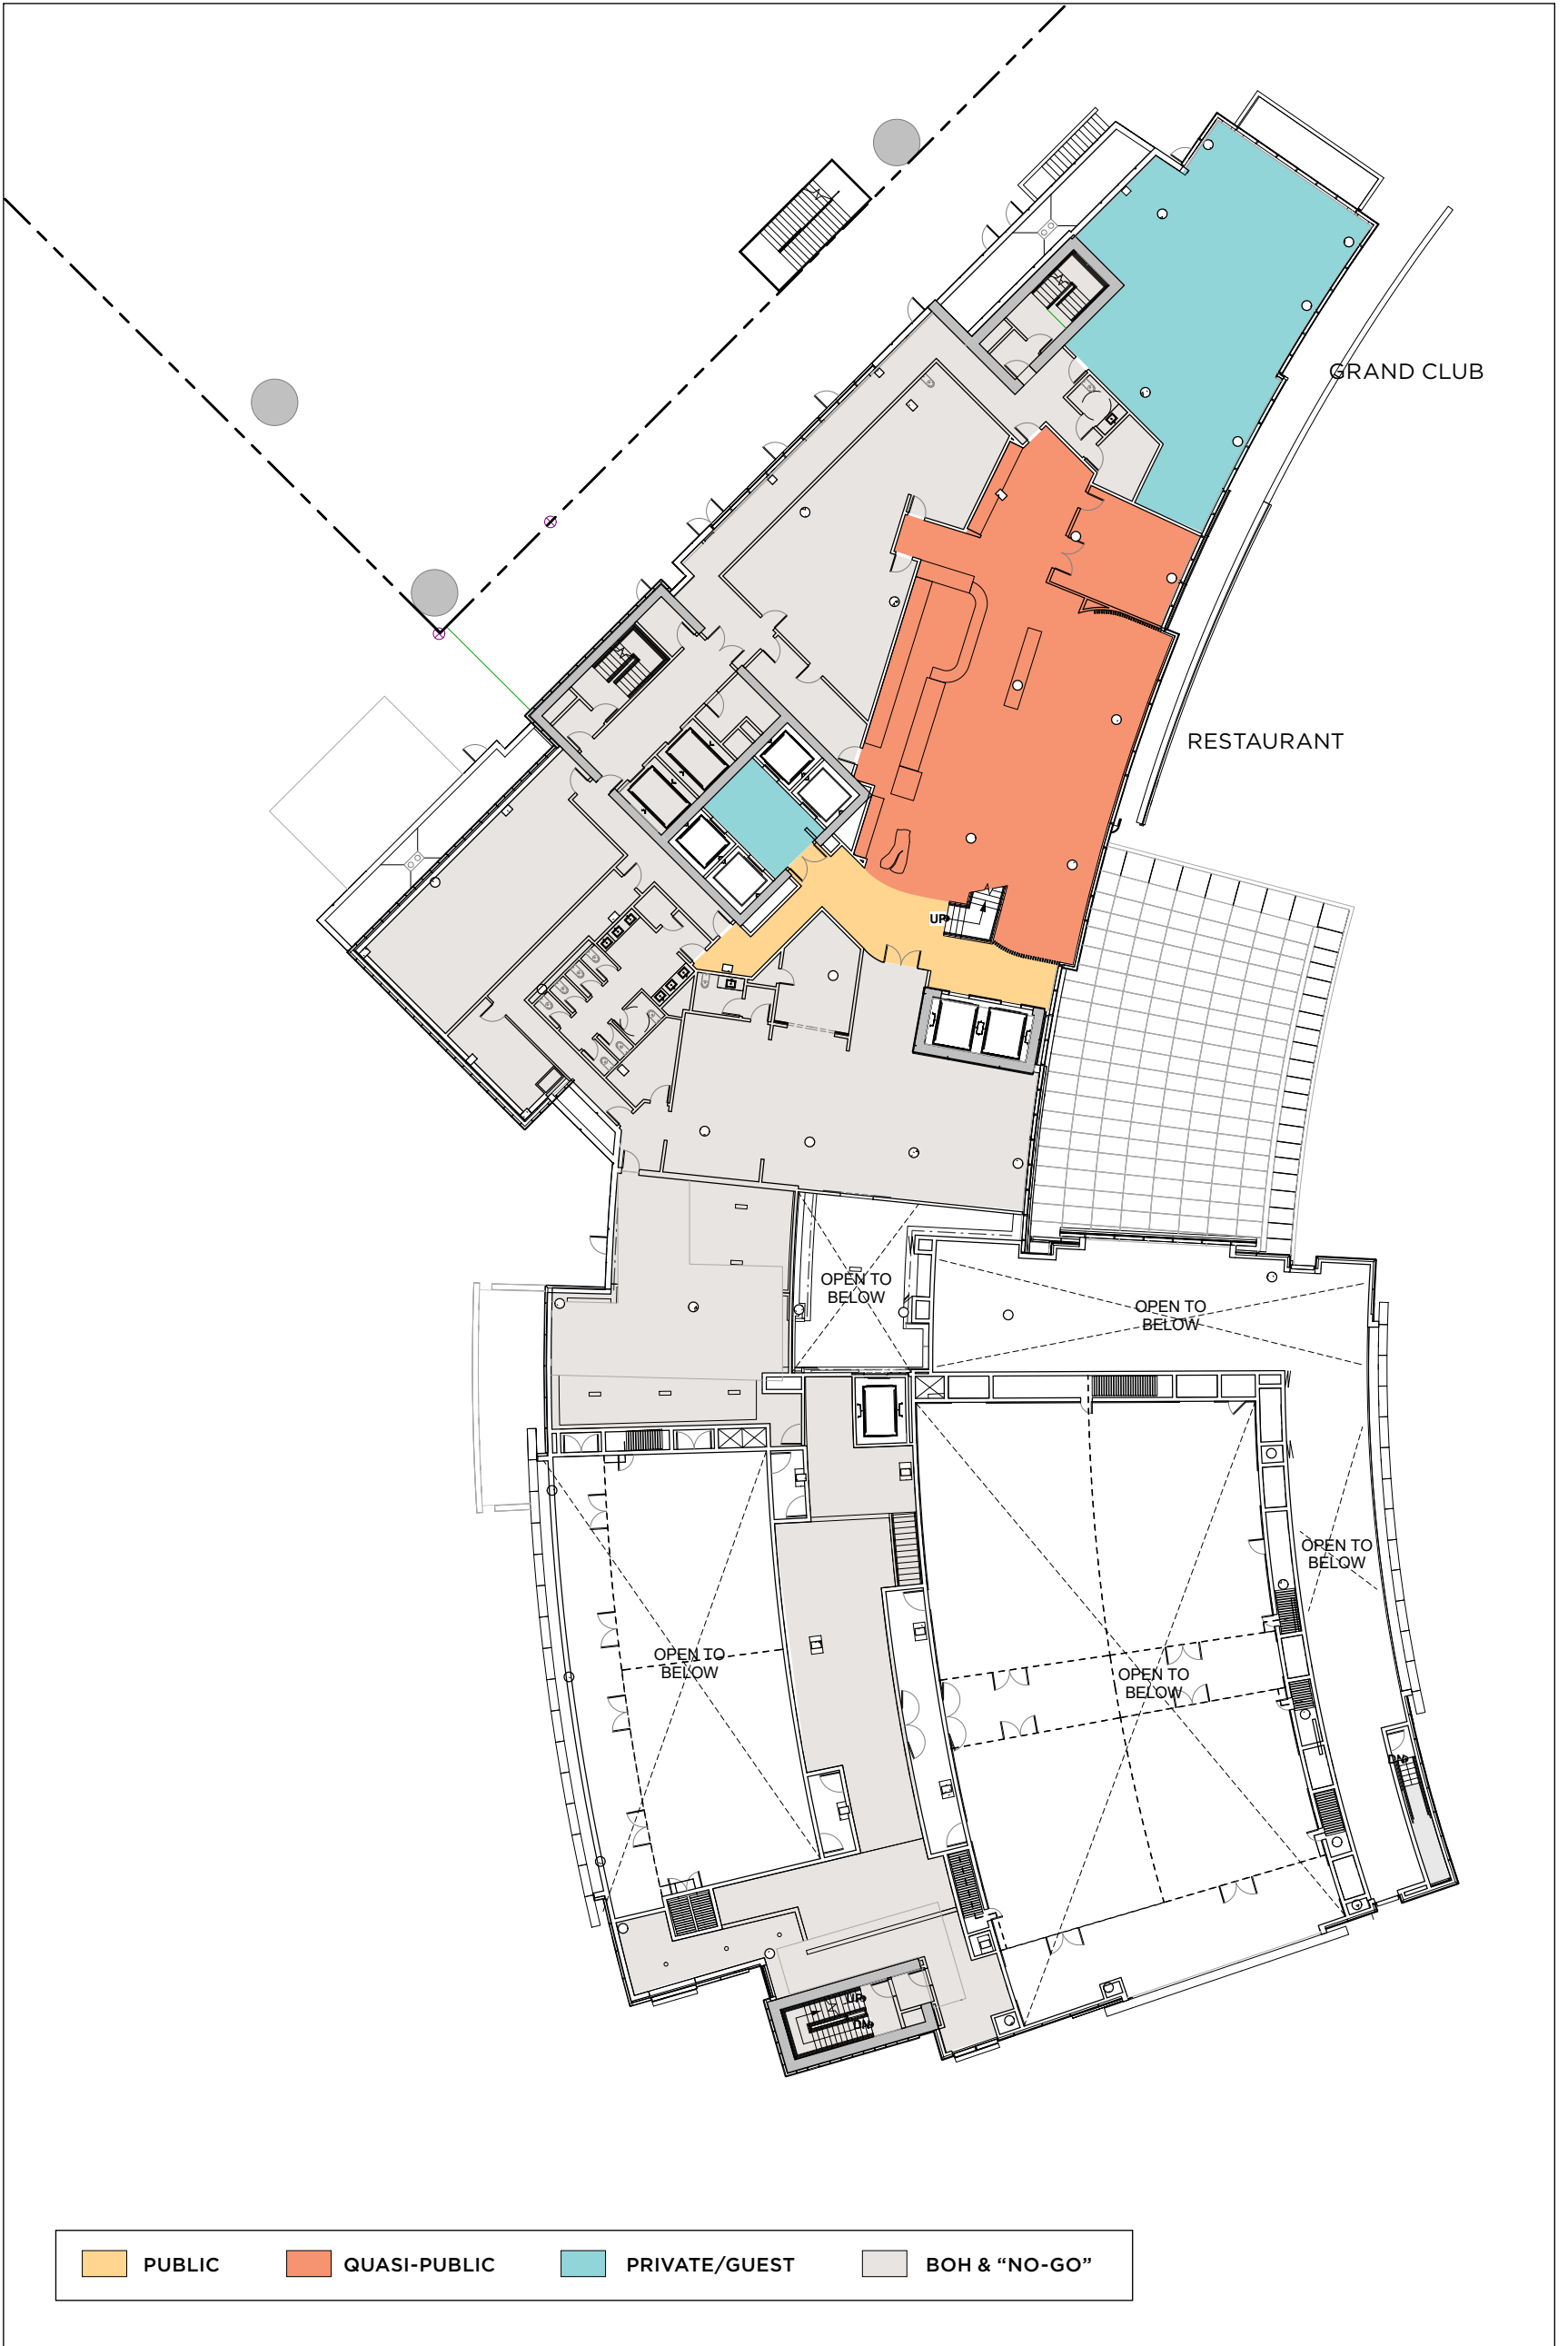 GRAND CLUB
RESTAURANT
UP
OPEN TO
BELOW
OPEN TO
BELOW
OPEN TO
BELOW
OPEN TO
BELOW
OPEN TO
BELOW
DN
UP
DN
PUBLIC
QUASI-PUBLIC
PRIVATE/GUEST
BOH & “NO-GO”